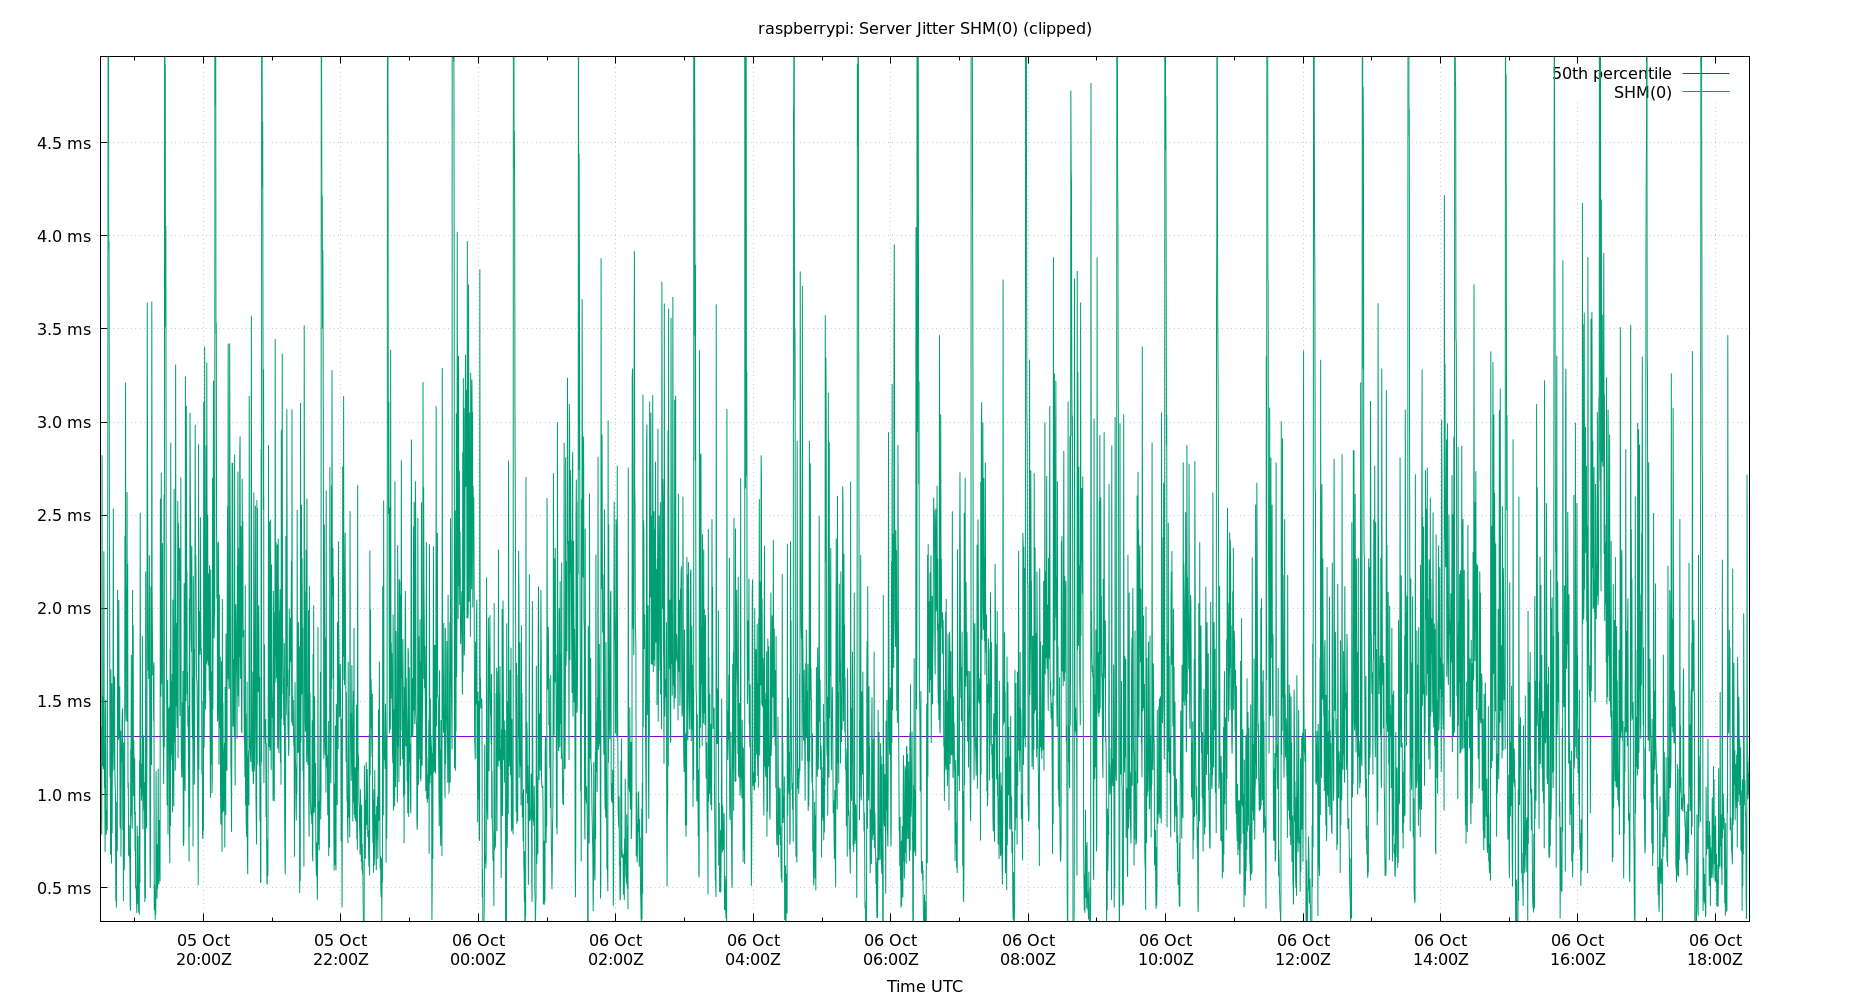 raspberrypi: Server Jitter SHM(0) (clipped)
50th percentile
SHM(0)
4.5 ms
4.0 ms
3.5 ms
3.0 ms
2.5 ms
2.0 ms
1.5 ms
1.0 ms
0.5 ms
05 Oct 05 Oct 06 Oct 06 Oct 06 Oct 06 Oct 06 Oct 06 Oct 06 Oct 06 Oct 06 Oct 06 Oct
20:00Z 22:00Z 00:00Z 02:00Z 04:00Z 06:00Z 08:00Z 10:00Z 12:00Z 14:00Z 16:00Z 18:00Z
Time UTC